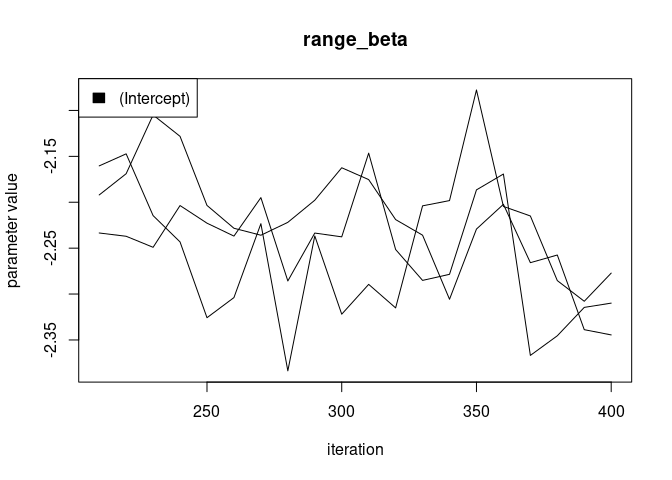 range_beta
(Intercept)
parameter value
-2.15
-2.25
-2.35
250
300
350
400
iteration